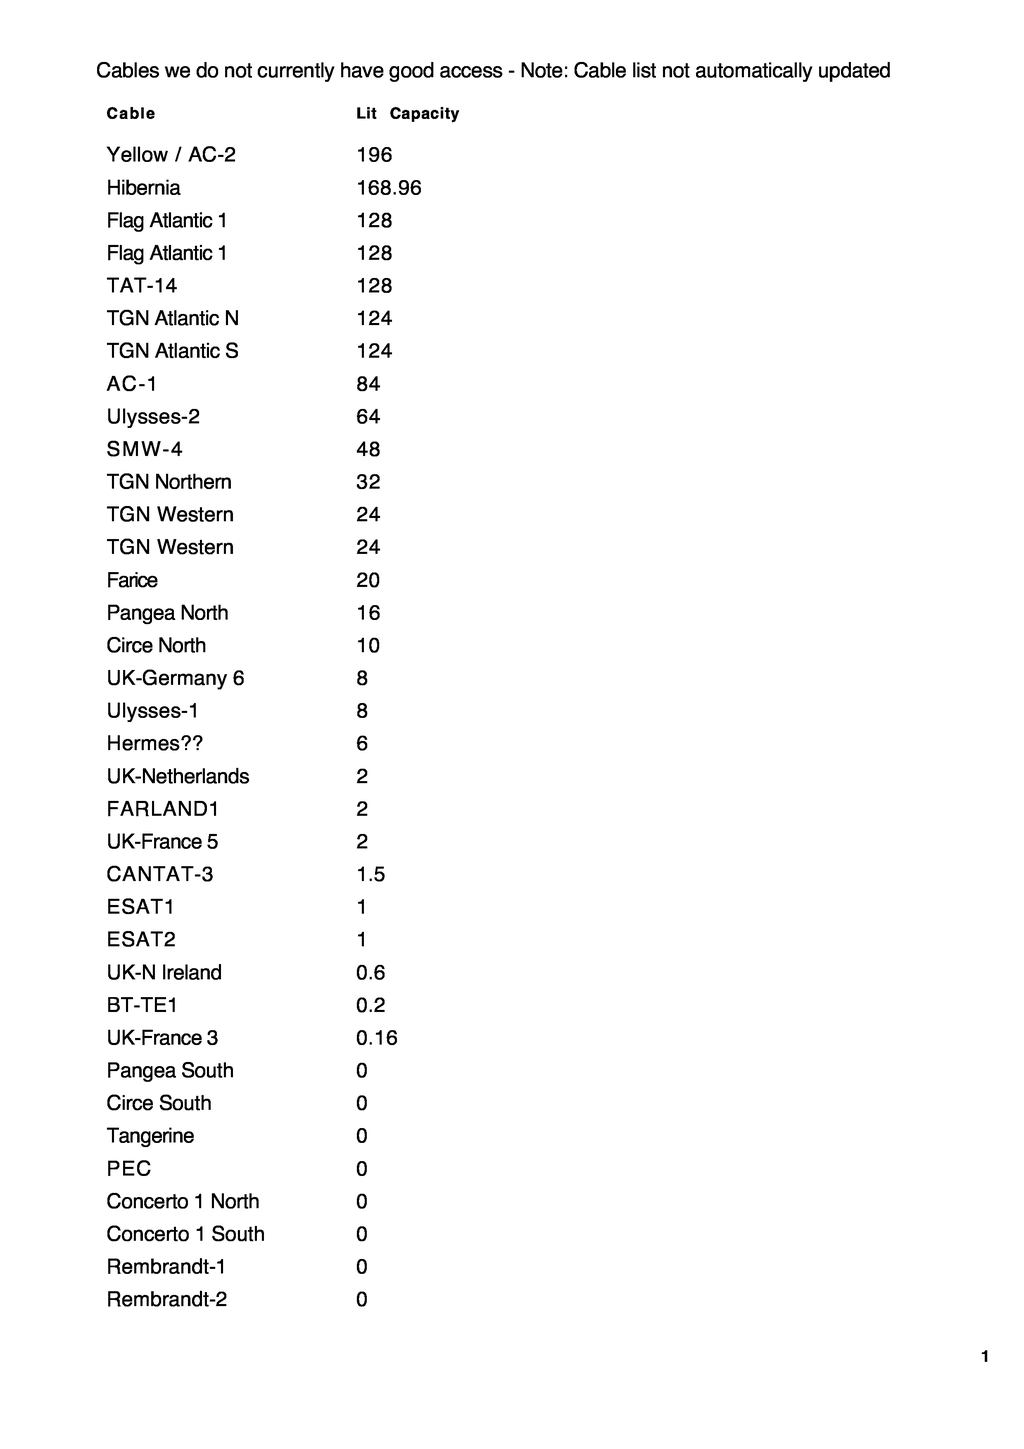 Cables we do not currently have good access - Note: Cable list not automatically updated
Cable Lit Capacity
Yellow / AC-2 196
Hibernia 168.96
Flag Atlantic 1 128
Flag Atlantic 1 128
TAT-14 128
TGN Atlantic N 124
TGN Atlantic S 124
AC-1 84
Ulysses-2 64
SMW-4 48
TGN Northern 32
TGN Western 24
TGN Western 24
Farice 20
Pangea North 16
Circe North 10
UK-Germany 6 8
Ulysses-1 8
Hermes?? 6
UK-Netherlands 2
FARLAND1 2
UK-France 5 2
CANTAT-3 1.5
ESAT1 1
ESAT2 1
UK-N Ireland 0.6
BT-TE1 0.2
UK-France 3 0.16
Pangea South 0
Circe South 0
Tangerine 0
PEC 0
Concerto 1 North 0
Concerto 1 South 0
Rembrandt-1 0
Rembrandt-2 0
1